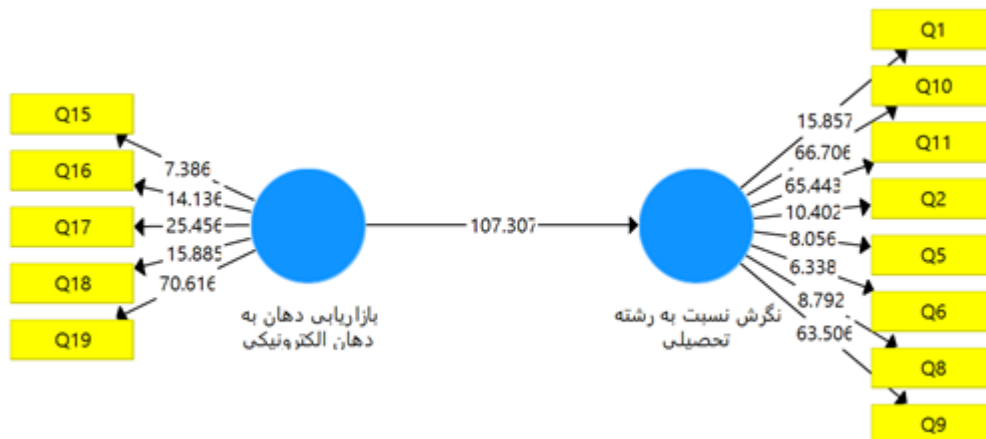 Q15
Q16
Q17
Q18
Q19
7.386
14.136
25.456
15.885
70.616
بازاریابی دهان به
دهان الکترونیکی
107.307
نگرش نسبت به رشته
تحصیلی
15.857
66.706
65.443
10.402
8.056
6.338
8.792
63.506
Q1
Q10
Q11
Q2
Q5
Q6
Q8
Q9